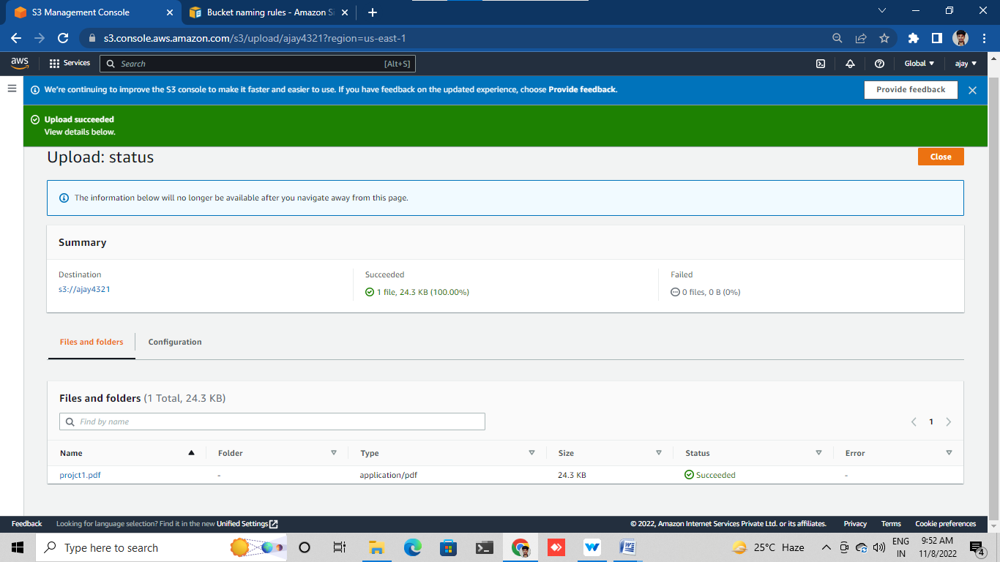 S3 Management Console
Bucket naming rules - Amazon Si
s3.console.aws.amazon.com/s3/upload/ajay4321?region=us-east-1
aws
Services
Search
[Alt+S]
Global
ajay
We're continuing to improve the S3 console to make it faster and easier to use. If you have feedback on the updated experience, choose Provide feedback.
Provide feedback
Upload succeeded
View details below.
Upload: status
Close
The information below will no longer be available after you navigate away from this page.
Summary
Destination
s3://ajay4321
Succeeded
1 file, 24.3 KB (100.00%)
Failed
0 files, 0 B (0%)
Files and folders
Configuration
Files and folders (1 Total, 24.3 KB)
Find by name
1
Name Folder Type Size Status Error
projct1.pdf - application/pdf 24.3 KB Succeeded -
Feedback
Looking for language selection? Find it in the new Unified Settings
© 2022, Amazon Internet Services Private Ltd. or its affiliates.
Privacy
Terms
Cookie preferences
Type here to search
25°C Haze
ENG
IN
9:52 AM
11/8/2022
4